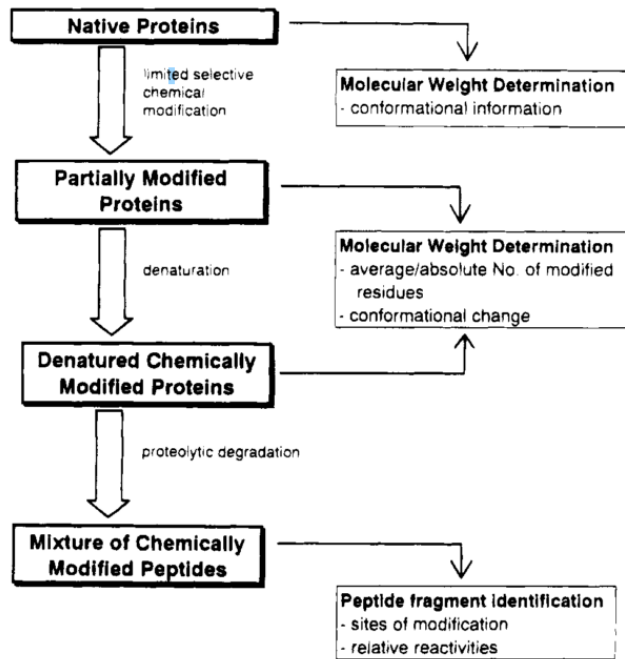 Native Proteins
limited selective
chemical
modification
Molecular Weight Determination
- conformational information
Partially Modified
Proteins
denaturation
Molecular Weight Determination
- average/absolute No. of modified
residues
- conformational change
Denatured Chemically
Modified Proteins
proteolytic degradation
Mixture of Chemically
Modified Peptides
Peptide fragment identification
- sites of modification
- relative reactivities